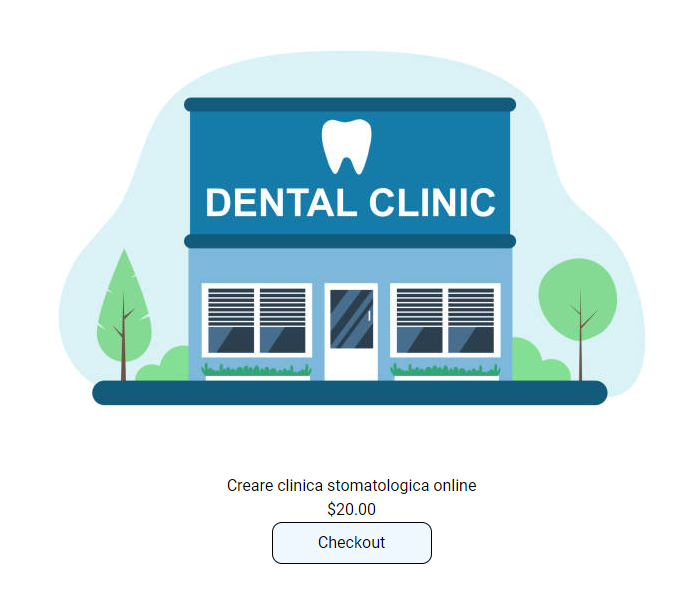 DENTAL CLINIC
Creare clinica stomatologica online
$20.00
Checkout